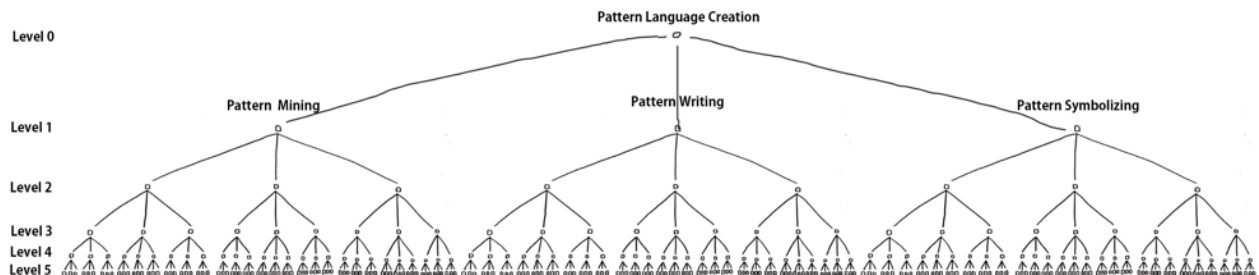 Pattern Language Creation
Level 0
Pattern Mining
Pattern Writing
Pattern Symbolizing
Level 1
Level 2
Level 3
Level 4
Level 5